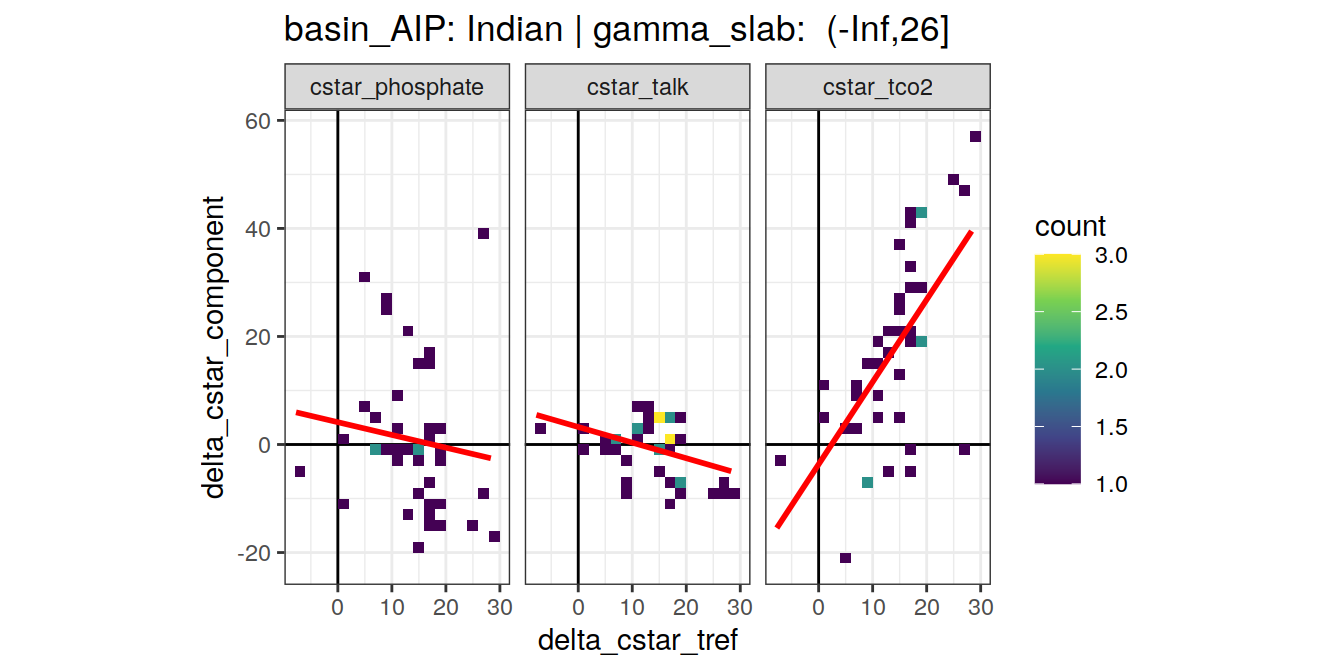 basin_AIP: Indian | gamma_slab:  (-Inf,26]
cstar_phosphate
cstar_talk
cstar_tco2
delta_cstar_component
60
40
20
0
-20
0 10 20 30
0 10 20 30
0 10 20 30
delta_cstar_tref
count
3.0
2.5
2.0
1.5
1.0